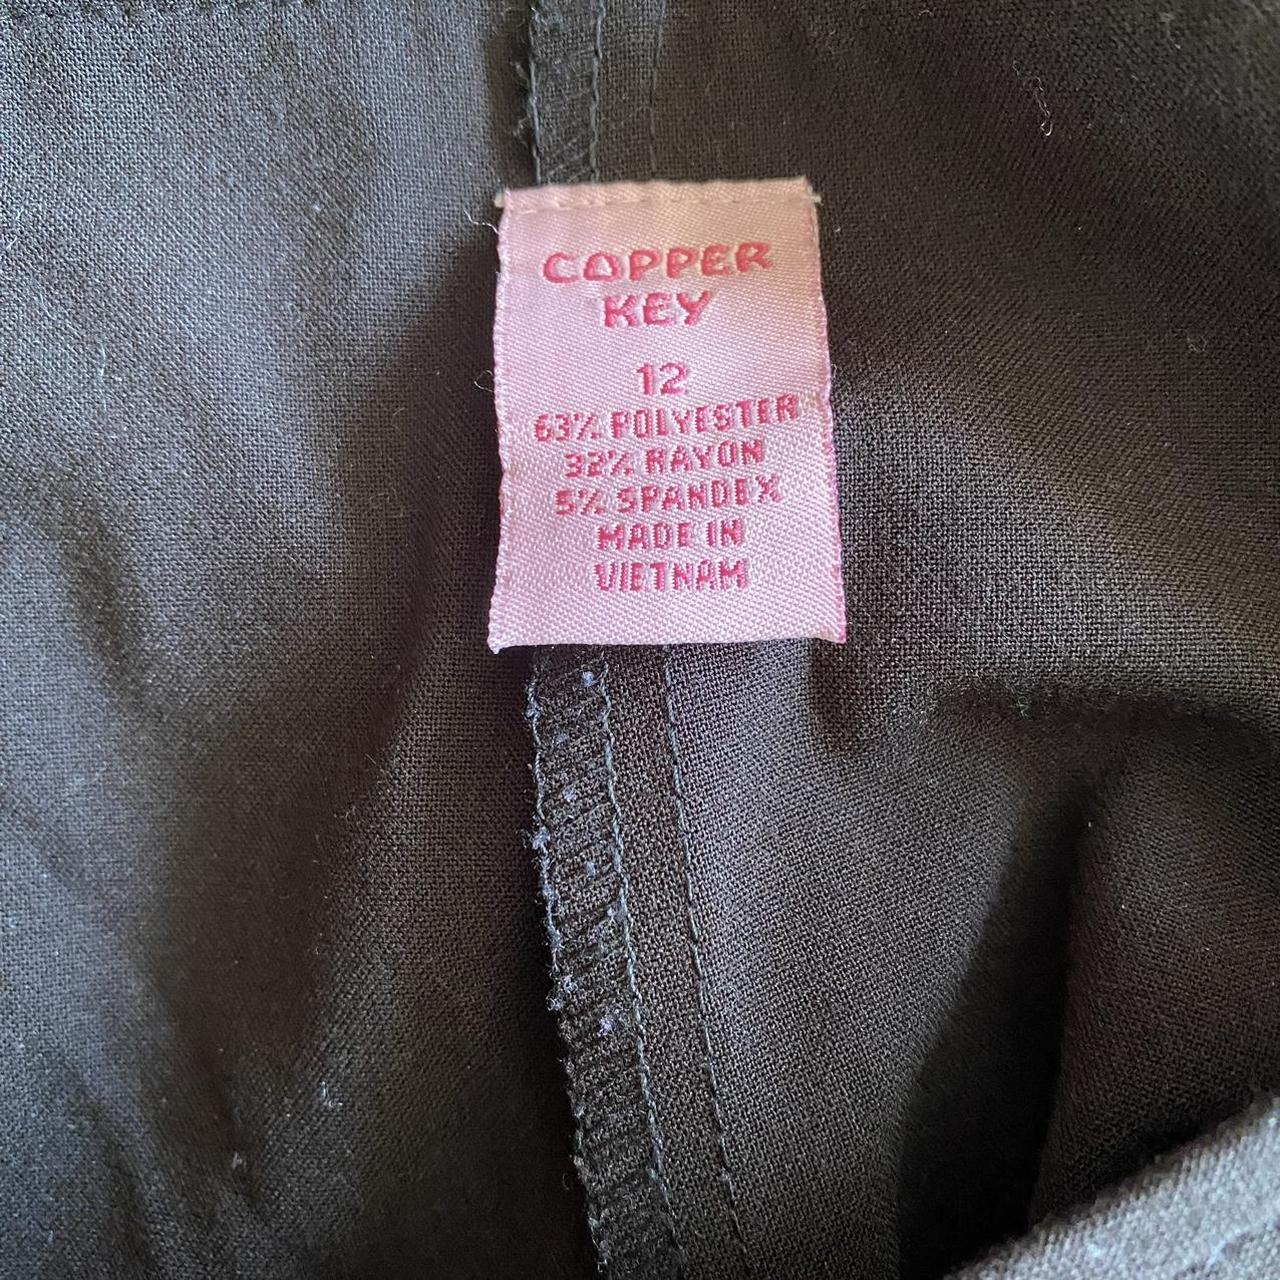 COPPER
KEY
12
63% POLYESTER
32% RAYON
5% SPANDEX
MADE IN
VIETNAM